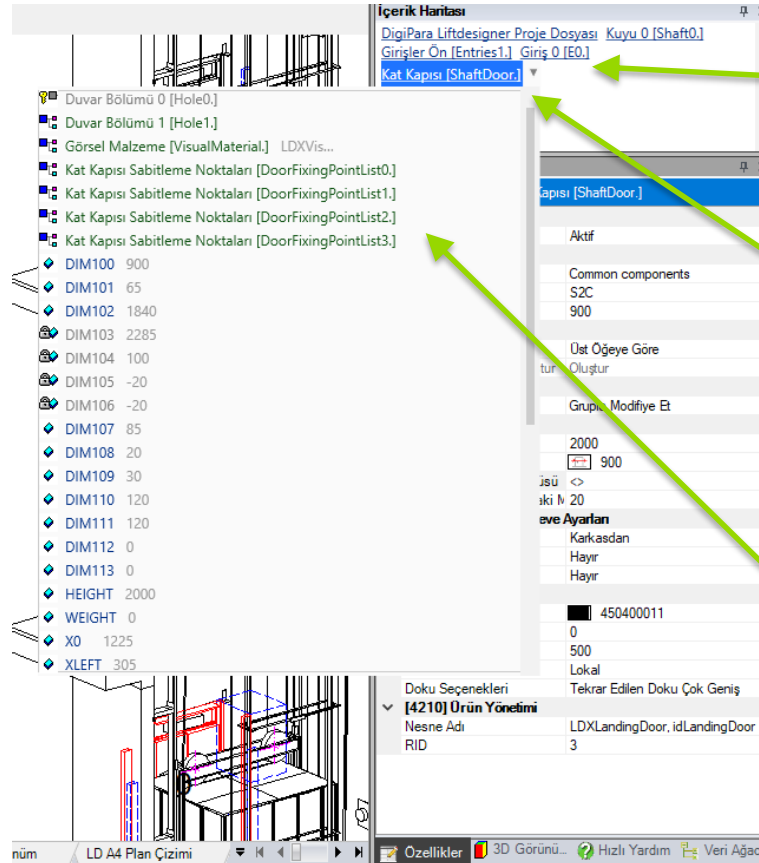 İçerik Haritası
DigiPara Liftdesigner Proje Dosyası Kuyu 0 [Shaft0.]
Girişler Ön [Entries1.] Giriş 0 [E0.]
Kat Kapısı [ShaftDoor.]
Duvar Bölümü 0 [Hole0.]
Duvar Bölümü 1 [Hole1.]
Görsel Malzeme [VisualMaterial.] LDXVis...
Kat Kapısı Sabitleme Noktaları [DoorFixingPointList0.]
Kat Kapısı Sabitleme Noktaları [DoorFixingPointList1.]
Kat Kapısı Sabitleme Noktaları [DoorFixingPointList2.]
Kat Kapısı Sabitleme Noktaları [DoorFixingPointList3.]
DIM100 900
DIM101 65
DIM102 1840
DIM103 2285
DIM104 100
DIM105 -20
DIM106 -20
DIM107 85
DIM108 20
DIM109 30
DIM110 120
DIM111 120
DIM112 0
DIM113 0
HEIGHT 2000
WEIGHT 0
X0 1225
XLEFT 305
Kapısı [ShaftDoor.]
Aktif
Common components
S2C
900
Üst Öğeye Göre
tur Oluştur
Grupla Modifiye Et
2000
900
üsü <>
aki M 20
eve Ayarları
Karkasdan
Hayır
Hayır
450400011
0
500
Lokal
Doku Seçenekleri Tekrar Edilen Doku Çok Geniş
[4210] Ürün Yönetimi
Nesne Adı LDXLandingDoor, idLandingDoor
RID 3
nüm LD A4 Plan Çizimi
Özellikler 3D Görünü... Hızlı Yardım Veri Ağac